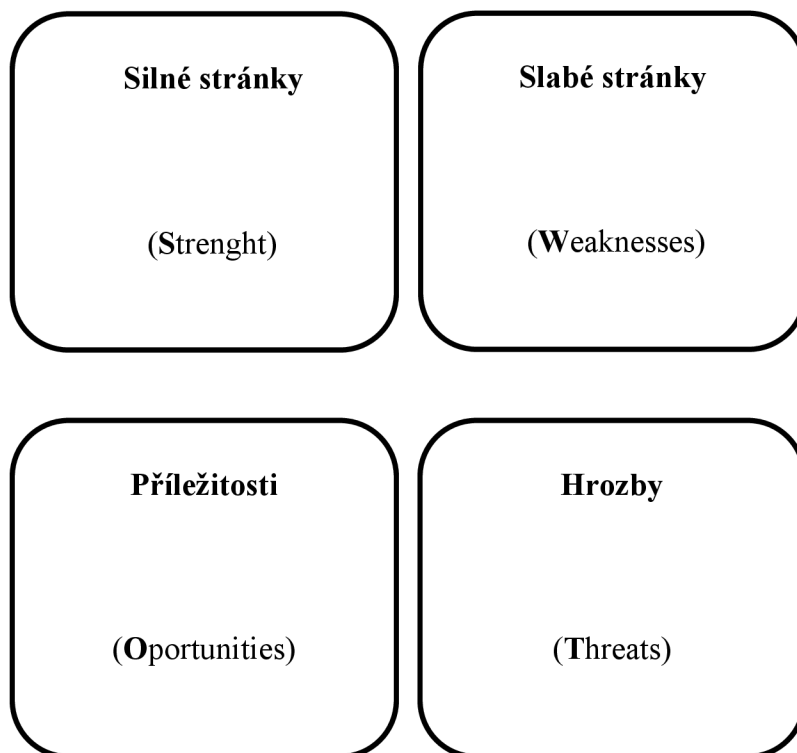 Silné stránky
(Strenght)
Slabé stránky
(Weaknesses)
Příležitosti
(Oportunities)
Hrozby
(Threats)